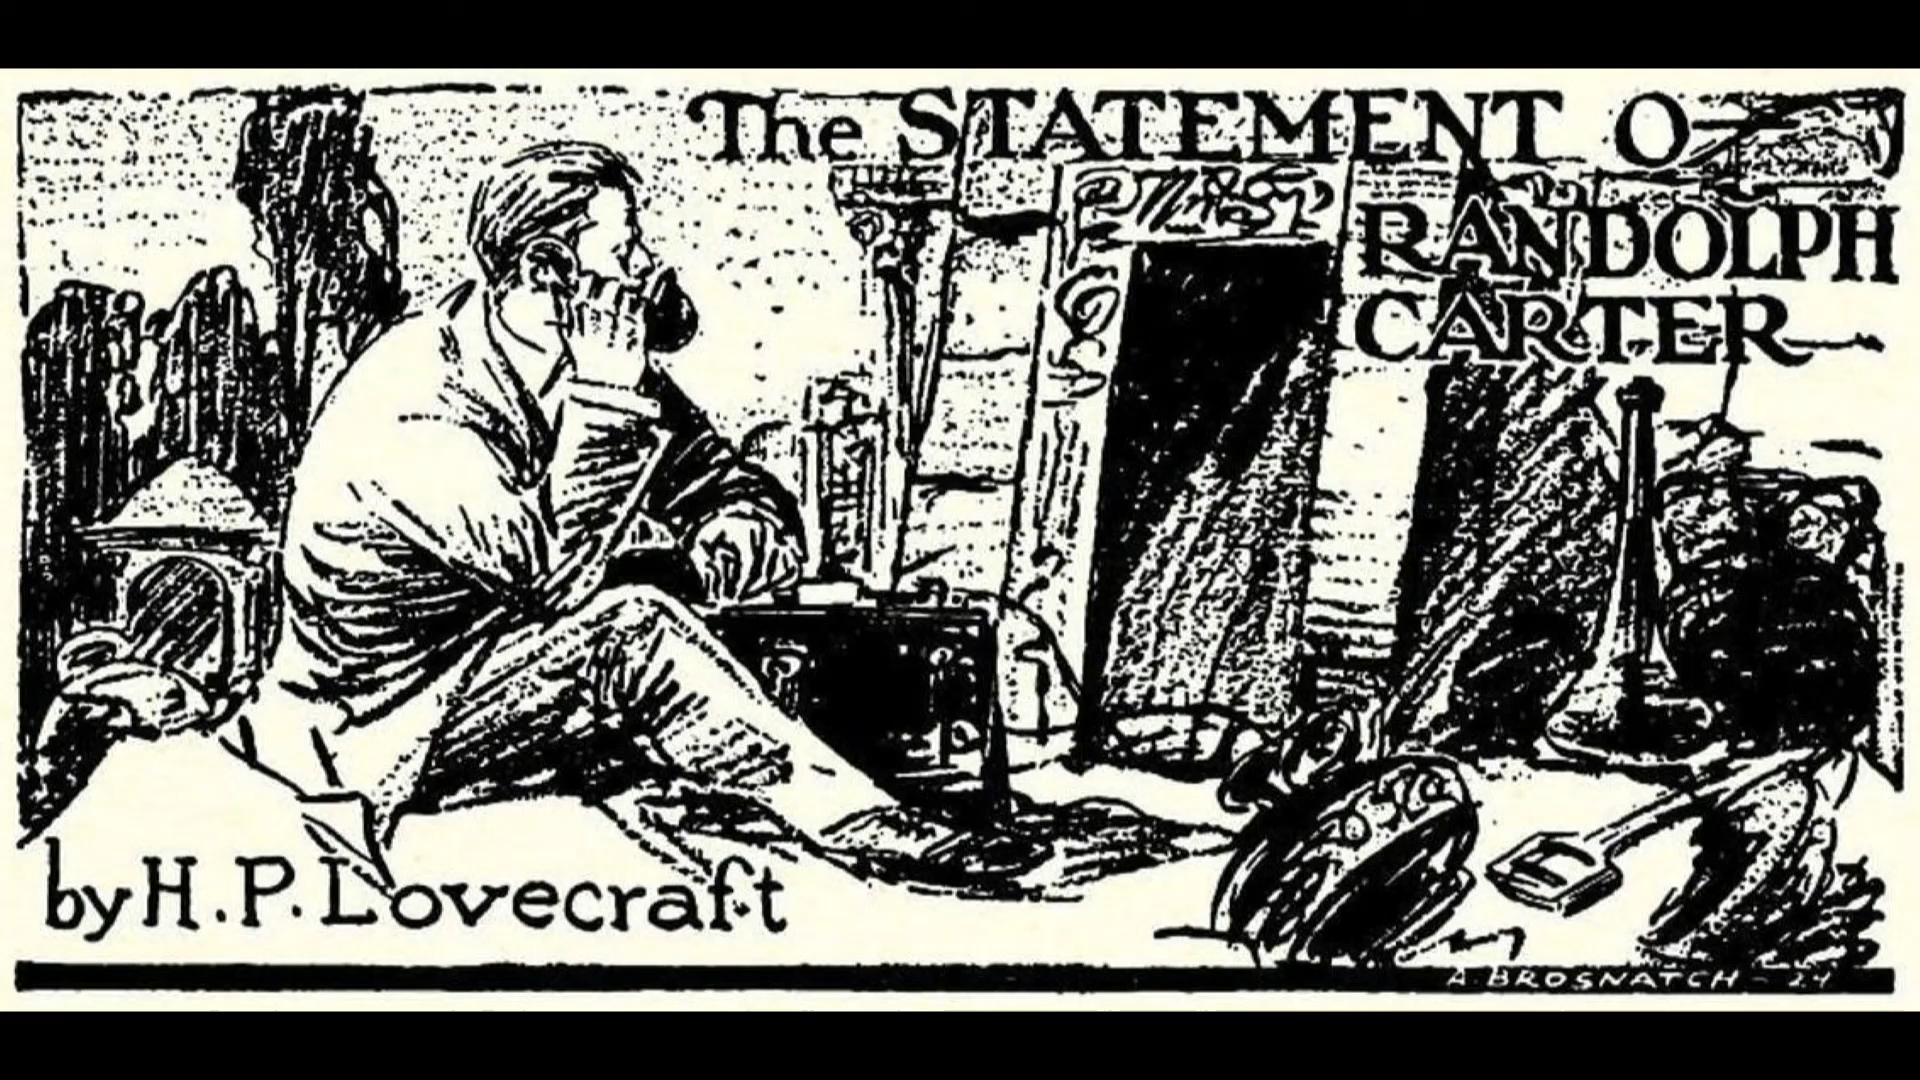 The STATEMENT OF
RANDOLPH
CARTER
by H.P. Lovecraft
A. BROSNATCH - 24